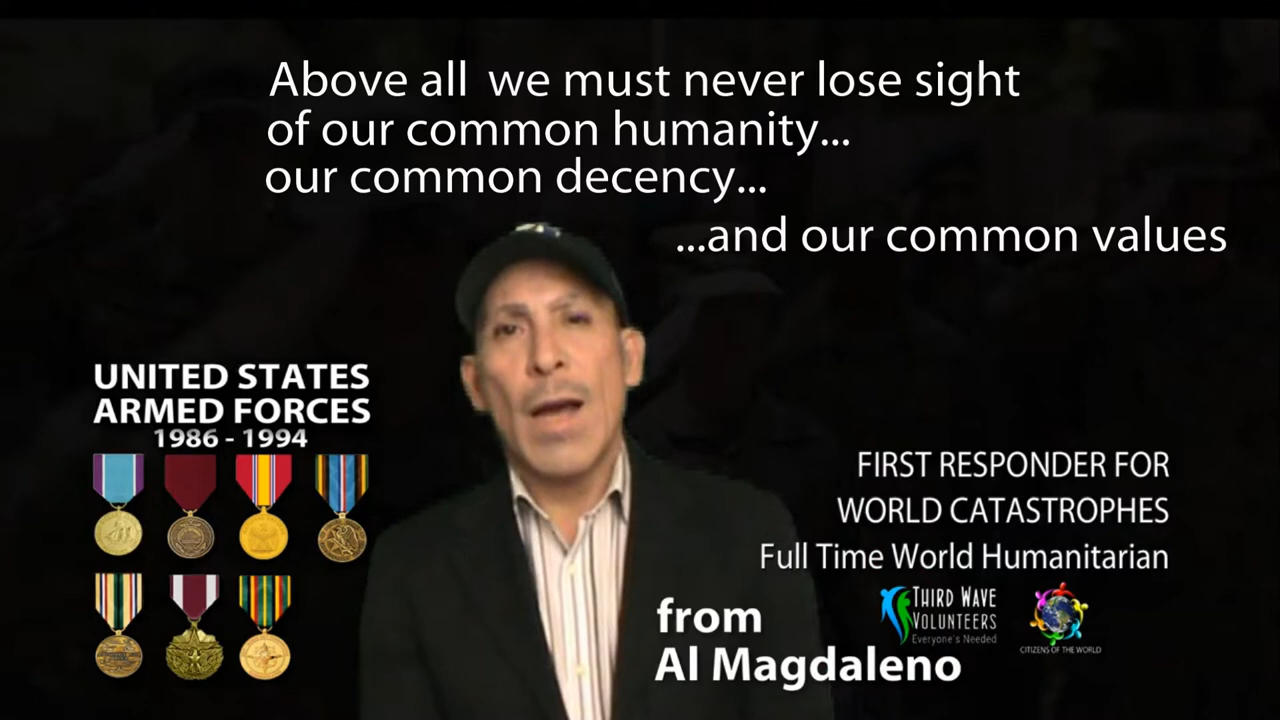 Above all we must never lose sight
of our common humanity...
our common decency...
...and our common values
UNITED STATES
ARMED FORCES
1986 - 1994
FIRST RESPONDER FOR
WORLD CATASTROPHES
Full Time World Humanitarian
THIRD WAVE
VOLUNTEERS
Everyone's Needed
CITIZENS OF THE WORLD
from
Al Magdaleno